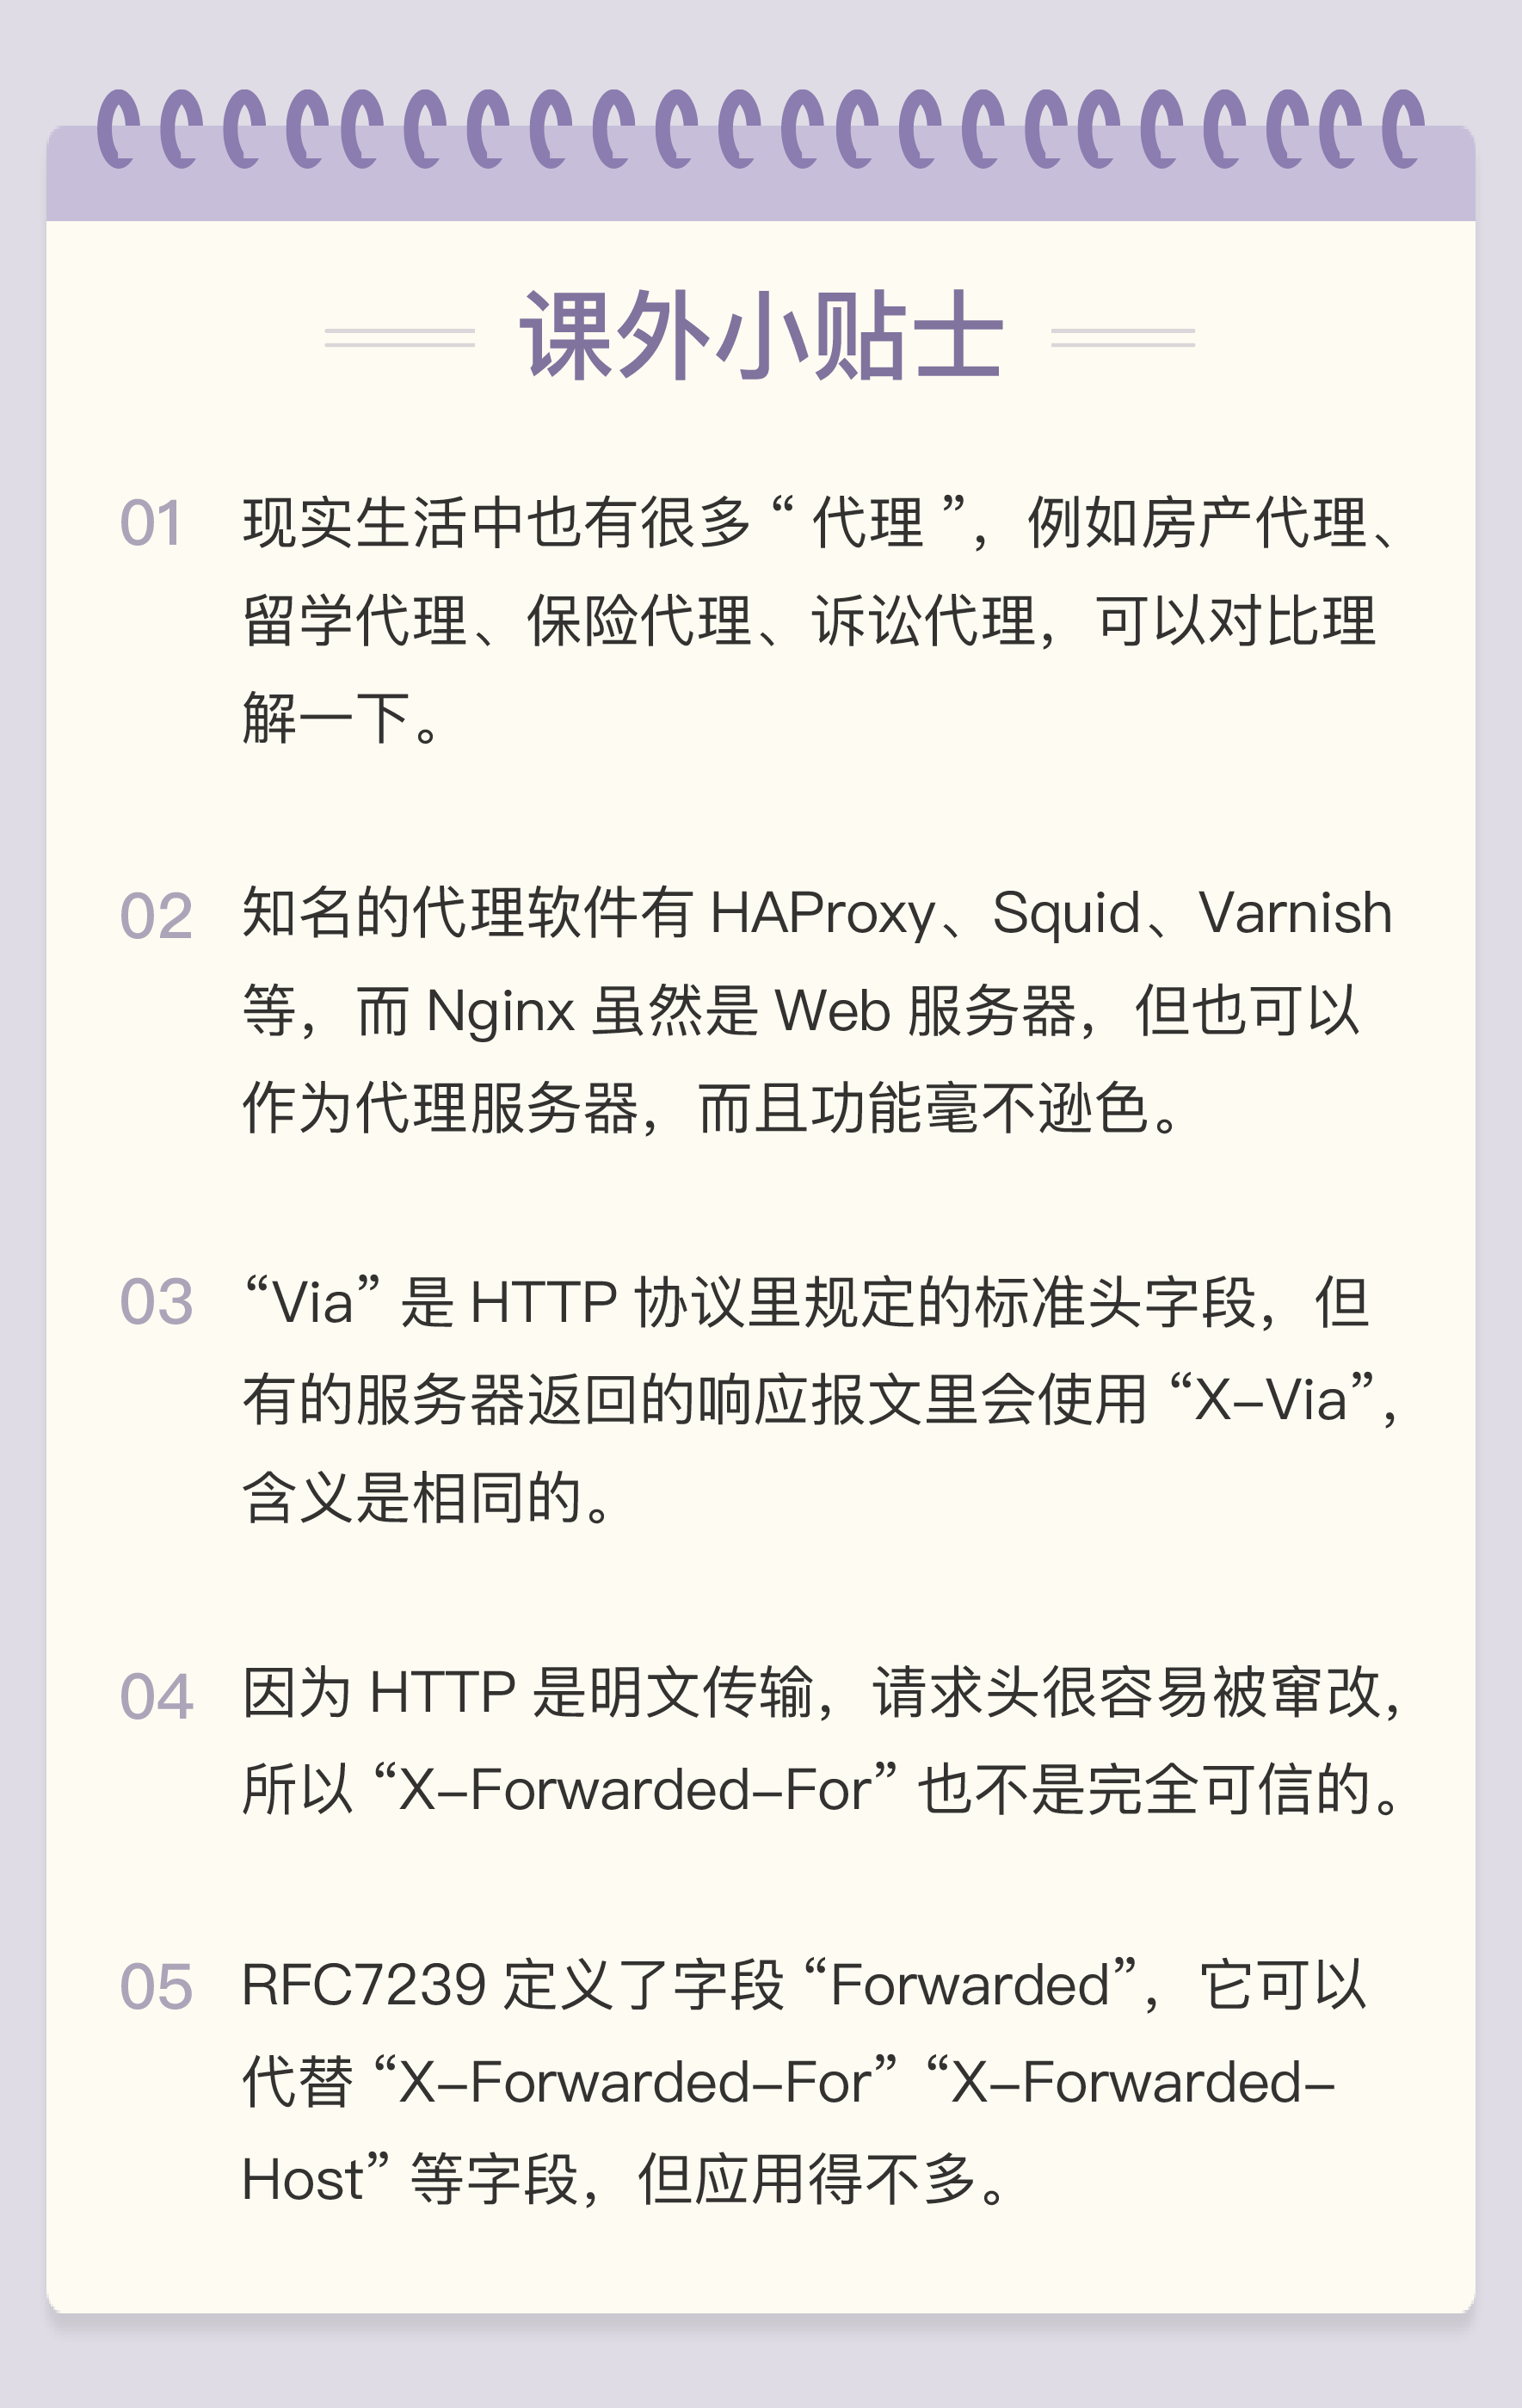 课外小贴士
01 现实生活中也有很多“代理”，例如房产代理、
留学代理、保险代理、诉讼代理，可以对比理
解一下。
02 知名的代理软件有 HAProxy、Squid、Varnish
等，而 Nginx 虽然是 Web 服务器，但也可以
作为代理服务器，而且功能毫不逊色。
03 “Via” 是 HTTP 协议里规定的标准头字段，但
有的服务器返回的响应报文里会使用 “X-Via”，
含义是相同的。
04 因为 HTTP 是明文传输，请求头很容易被窜改，
所以 “X-Forwarded-For” 也不是完全可信的。
05 RFC7239 定义了字段 “Forwarded”，它可以
代替 “X-Forwarded-For” “X-Forwarded-
Host” 等字段，但应用得不多。